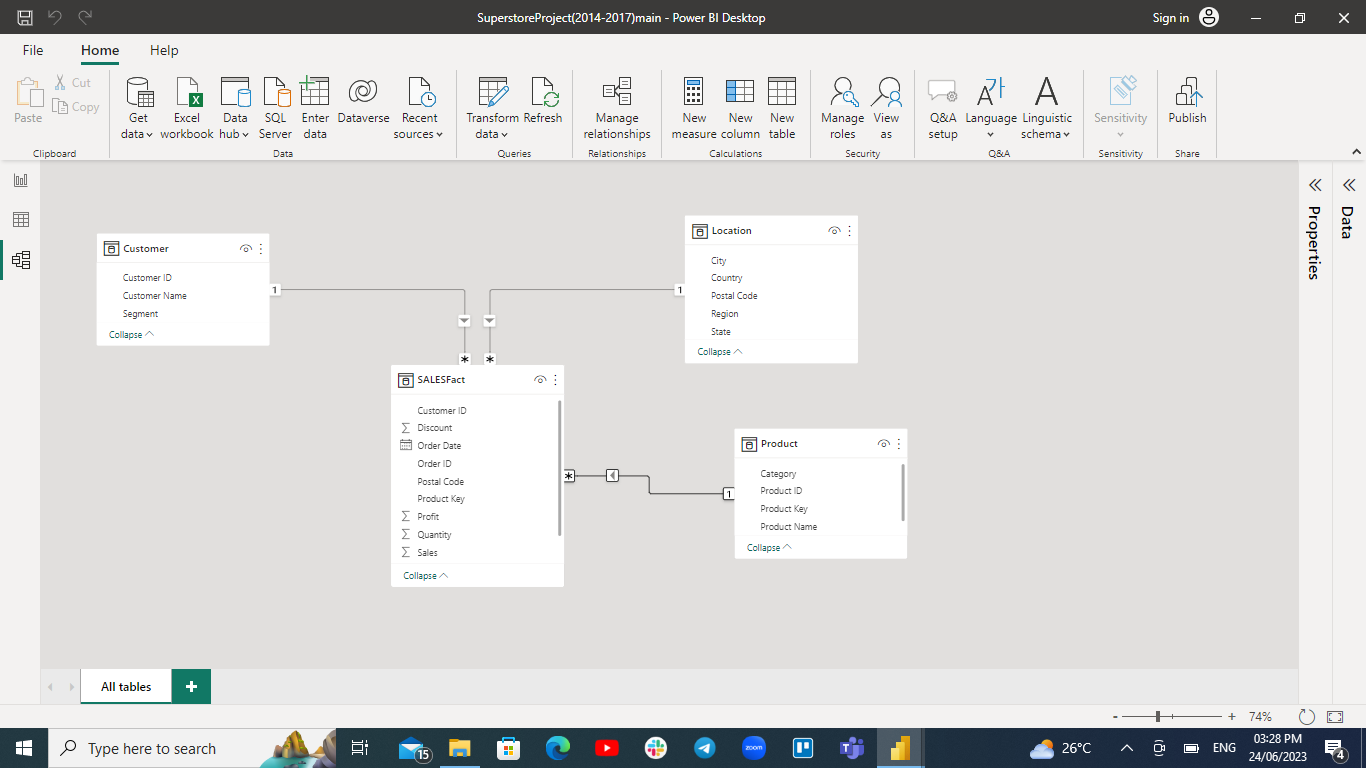 SuperstoreProject(2014-2017)main - Power BI Desktop
Sign in
File Home Help
Paste
Cut
Copy
Clipboard
Get data
Excel workbook
Data hub
SQL Server
Enter data
Dataverse
Recent sources
Data
Transform data
Refresh
Queries
Manage relationships
Relationships
New measure
New column
New table
Calculations
Manage roles
View as
Security
Q&A setup
Language
Linguistic schema
Q&A
Sensitivity
Sensitivity
Publish
Share
Properties
Data
Customer
Customer ID
Customer Name
Segment
Collapse
1
*
Location
City
Country
Postal Code
Region
State
Collapse
1
*
SALESFact
Customer ID
Σ Discount
Order Date
Order ID
Postal Code
Product Key
Σ Profit
Σ Quantity
Σ Sales
Collapse
*
1
Product
Category
Product ID
Product Key
Product Name
Collapse
All tables
+
- + 74%
Type here to search
15
zoom
26°C
ENG
03:28 PM
24/06/2023
4